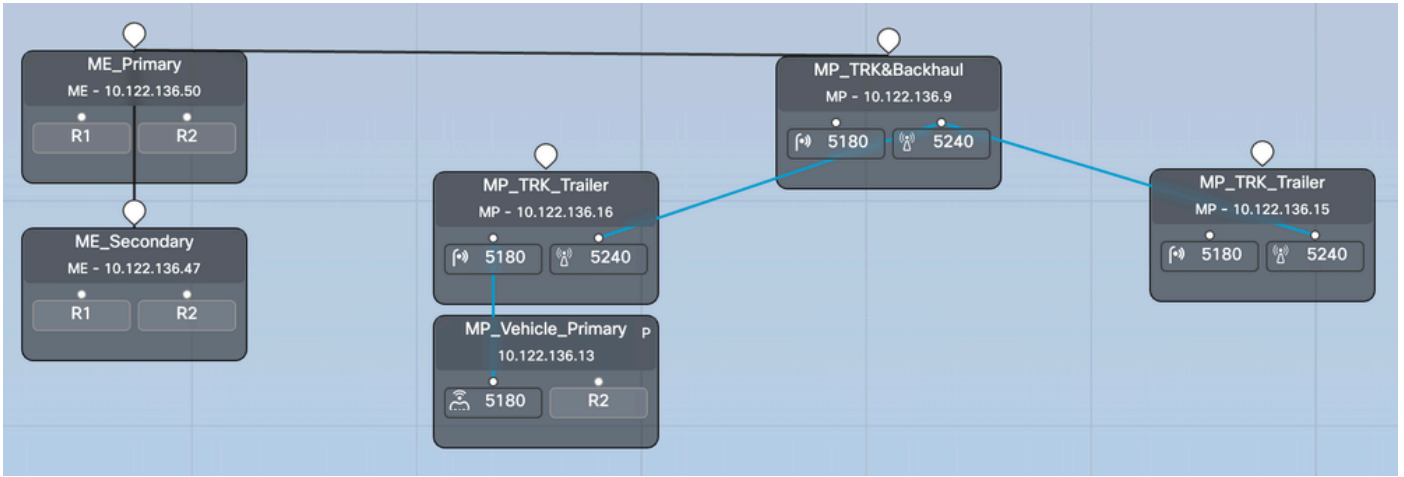 ME_Primary
ME - 10.122.136.50
R1 R2
ME_Secondary
ME - 10.122.136.47
R1 R2
MP_TRK_Trailer
MP - 10.122.136.16
5180 5240
MP_Vehicle_Primary P
10.122.136.13
5180 R2
MP_TRK&Backhaul
MP - 10.122.136.9
5180 5240
MP_TRK_Trailer
MP - 10.122.136.15
5180 5240